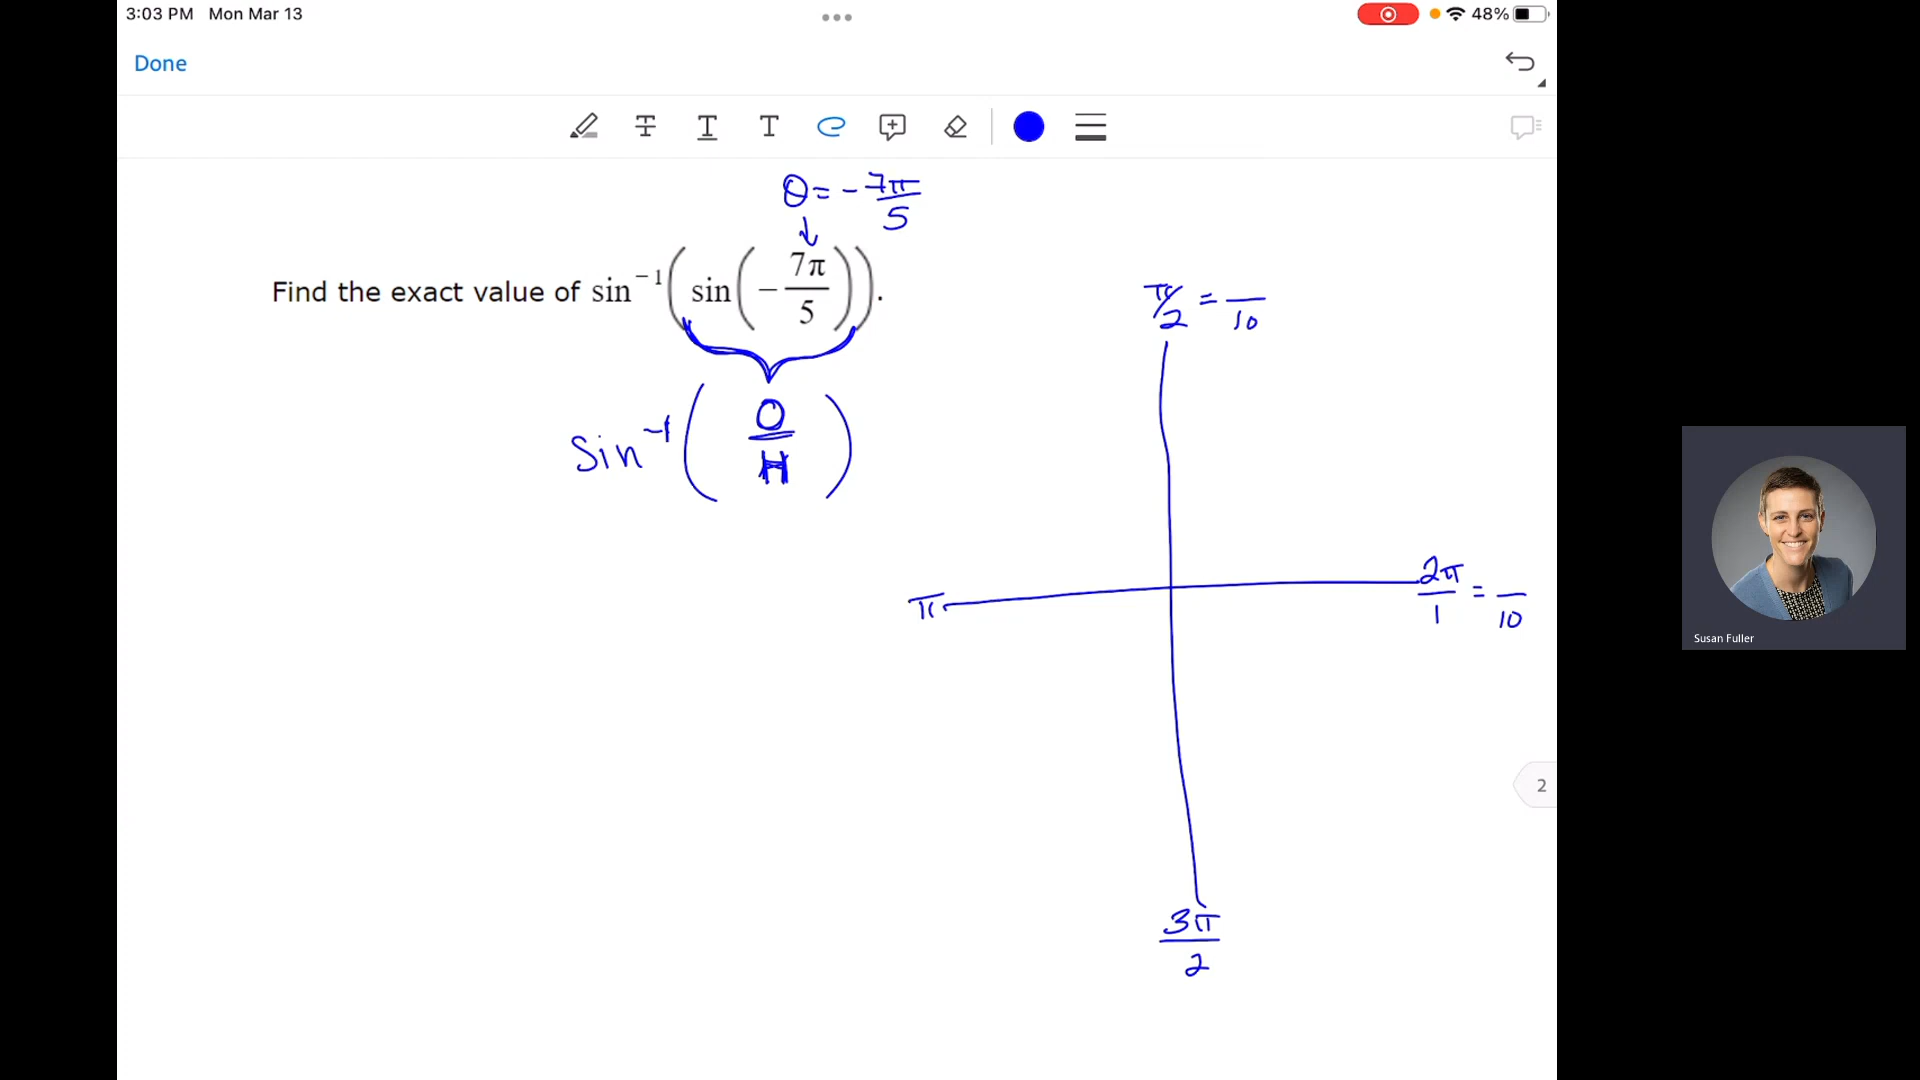 3:03 PM Mon Mar 13
48%
Done
θ = -7π/5
Find the exact value of sin⁻¹(sin(-7π/5)).
sin⁻¹(O/H)
π/2 = /10
π
2π/1 = /10
3π/2
2
Susan Fuller